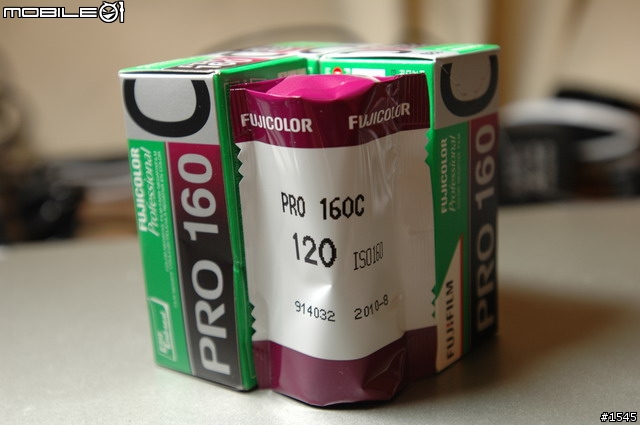 MOBILE01
C
FUJICOLOR
Professional
PRO 160
FUJICOLOR FUJICOLOR
PRO 160C
120 ISO160
914032 2010-8
C
FUJICOLOR
Professional
PRO 160
FUJIFILM
#1545